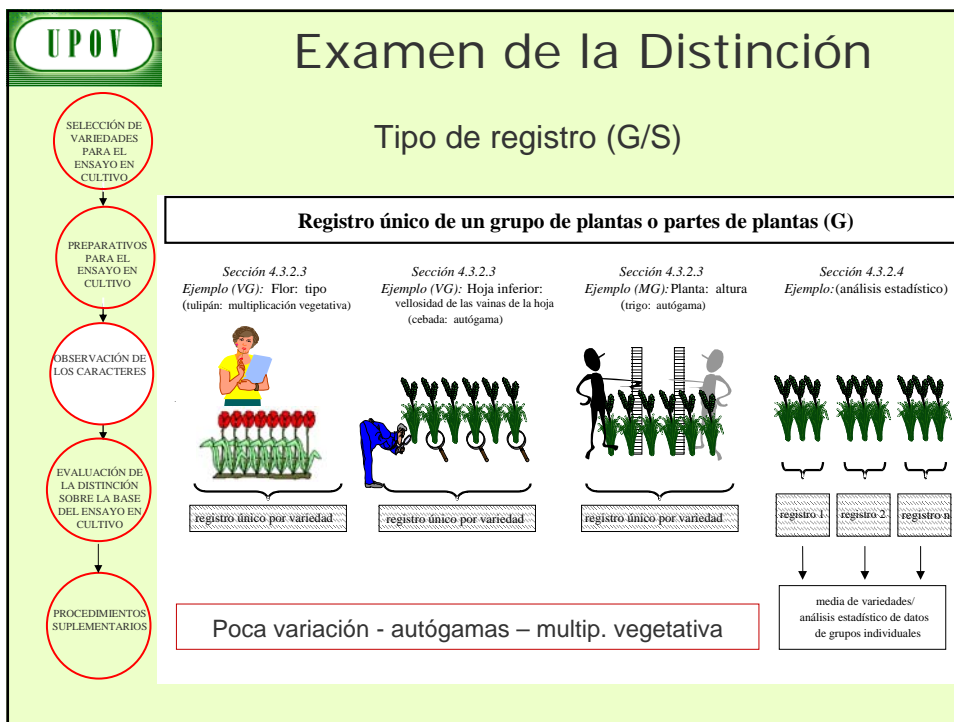 UPOV
Examen de la Distinción
Tipo de registro (G/S)
SELECCIÓN DE
VARIEDADES
PARA EL
ENSAYO EN
CULTIVO
PREPARATIVOS
PARA EL
ENSAYO EN
CULTIVO
OBSERVACIÓN DE
LOS CARACTERES
EVALUACIÓN DE
LA DISTINCIÓN
SOBRE LA BASE
DEL ENSAYO EN
CULTIVO
PROCEDIMIENTOS
SUPLEMENTARIOS
Registro único de un grupo de plantas o partes de plantas (G)
Sección 4.3.2.3
Ejemplo (VG): Flor: tipo
(tulipán: multiplicación vegetativa)
registro único por variedad
Sección 4.3.2.3
Ejemplo (VG): Hoja inferior:
vellosidad de las vainas de la hoja
(cebada: autógama)
registro único por variedad
Sección 4.3.2.3
Ejemplo (MG): Planta: altura
(trigo: autógama)
registro único por variedad
Sección 4.3.2.4
Ejemplo: (análisis estadístico)
registro 1
registro 2
registro n
media de variedades/
análisis estadístico de datos
de grupos individuales
Poca variación - autógamas – multip. vegetativa